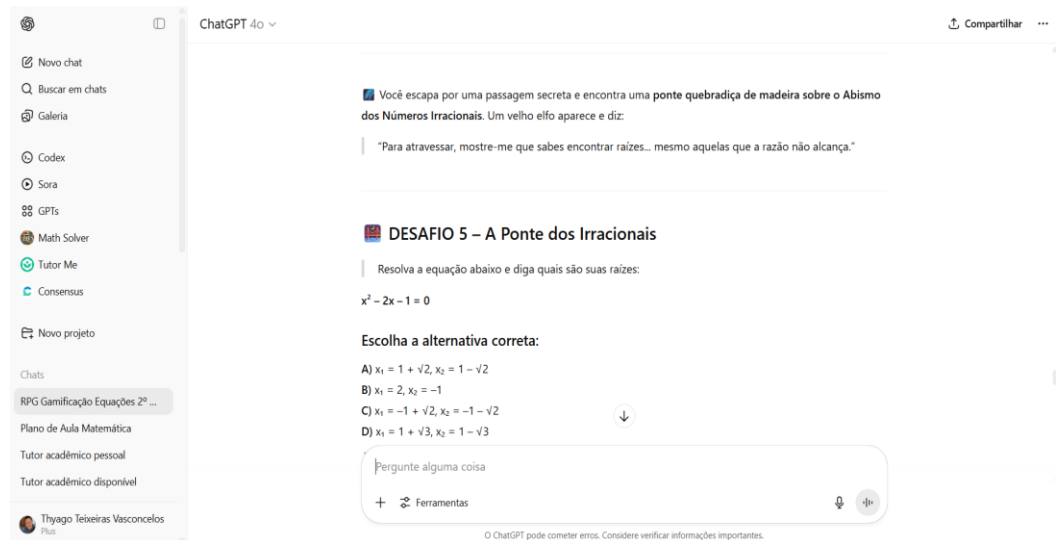 ChatGPT 4o
Compartilhar
Novo chat
Buscar em chats
Galeria
Codex
Sora
GPTs
Math Solver
Tutor Me
Consensus
Novo projeto
Chats
RPG Gamificação Equações 2º ...
Plano de Aula Matemática
Tutor acadêmico pessoal
Tutor acadêmico disponível
Thyago Teixeiras Vasconcelos
Plus
Você escapa por uma passagem secreta e encontra uma ponte quebradiça de madeira sobre o Abismo
dos Números Irracionais. Um velho elfo aparece e diz:
“Para atravessar, mostre-me que sabes encontrar raízes... mesmo aquelas que a razão não alcança.”
DESAFIO 5 – A Ponte dos Irracionais
Resolva a equação abaixo e diga quais são suas raízes:
x² – 2x – 1 = 0
Escolha a alternativa correta:
A) x₁ = 1 + √2, x₂ = 1 – √2
B) x₁ = 2, x₂ = –1
C) x₁ = –1 + √2, x₂ = –1 – √2
D) x₁ = 1 + √3, x₂ = 1 – √3
Pergunte alguma coisa
Ferramentas
O ChatGPT pode cometer erros. Considere verificar informações importantes.